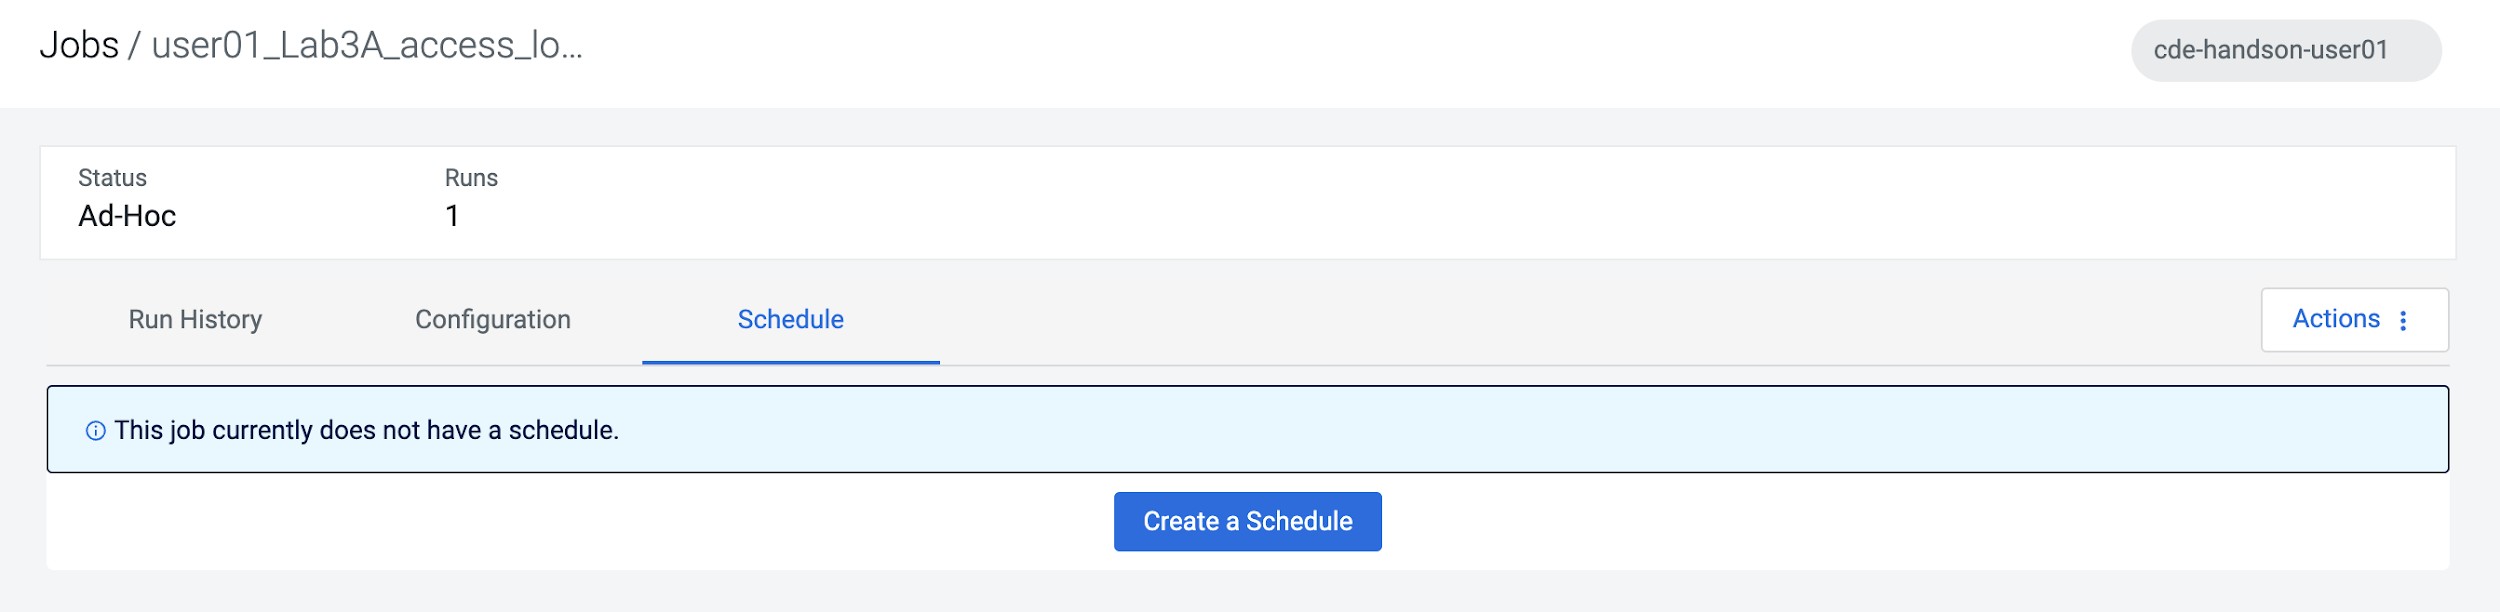 Jobs / user01_Lab3A_access_lo...
cde-handson-user01
Status
Ad-Hoc
Runs
1
Run History
Configuration
Schedule
Actions
This job currently does not have a schedule.
Create a Schedule